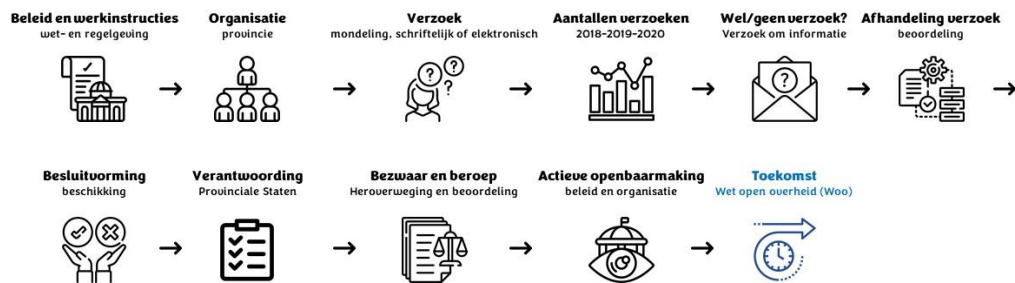 Beleid en werkinstructies
wet- en regelgeving
Organisatie
provincie
Verzoek
mondeling, schriftelijk of elektronisch
Aantallen verzoeken
2018-2019-2020
Wel/geen verzoek?
Verzoek om informatie
Afhandeling verzoek
beoordeling
Besluitvorming
beschikking
Verantwoording
Provinciale Staten
Bezwaar en beroep
Heroverweging en beoordeling
Actieve openbaarmaking
beleid en organisatie
Toekomst
Wet open overheid (Woo)